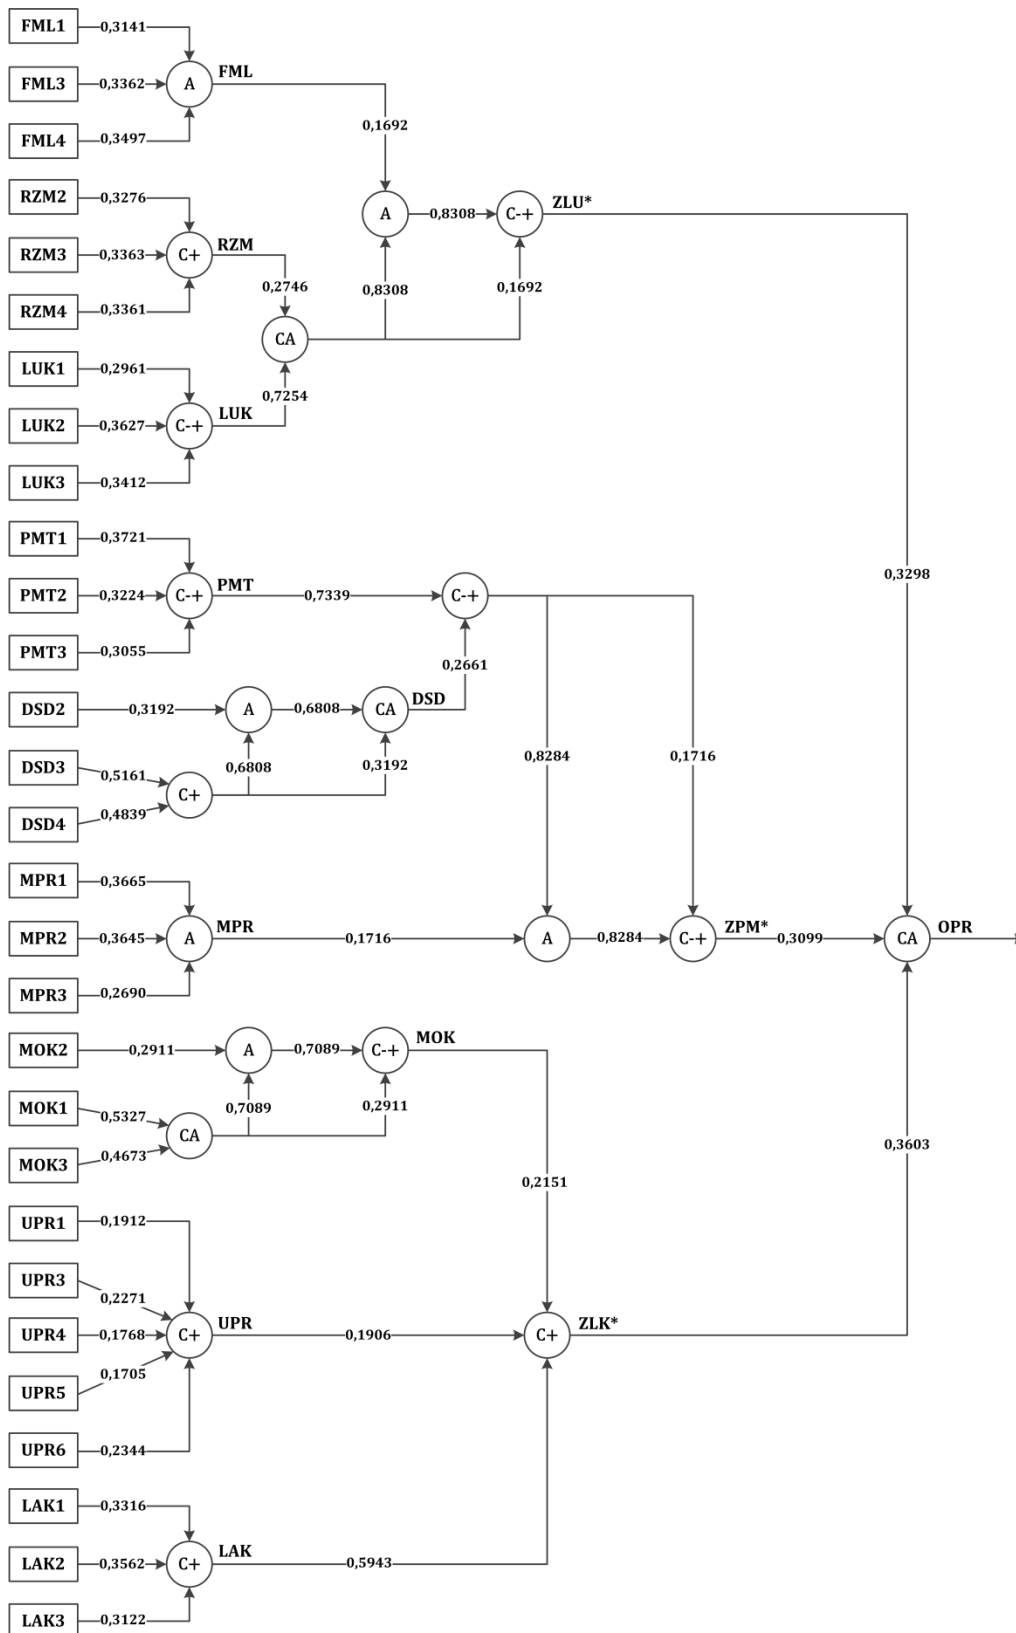 FML1 0,3141
FML3 0,3362 A FML
FML4 0,3497
0,1692
RZM2 0,3276
A 0,8308 C-+ ZLU*
RZM3 0,3363 C+ RZM
0,2746 0,8308 0,1692
RZM4 0,3361
CA
LUK1 0,2961
0,7254
LUK2 0,3627 C-+ LUK
LUK3 0,3412
PMT1 0,3721
0,3298
PMT2 0,3224 C-+ PMT 0,7339 C-+
PMT3 0,3055
0,2661
DSD2 0,3192 A 0,6808 CA DSD
0,8284 0,1716
DSD3 0,5161 0,6808 0,3192
C+
DSD4 0,4839
MPR1 0,3665
MPR2 0,3645 A MPR 0,1716 A 0,8284 C-+ ZPM* 0,3099 CA OPR
MPR3 0,2690
MOK2 0,2911 A 0,7089 C-+ MOK
MOK1 0,5327 0,7089 0,2911
CA
MOK3 0,4673
0,3603
0,2151
UPR1 0,1912
UPR3 0,2271
UPR4 0,1768 C+ UPR 0,1906 C+ ZLK*
UPR5 0,1705
UPR6 0,2344
LAK1 0,3316
LAK2 0,3562 C+ LAK 0,5943
LAK3 0,3122